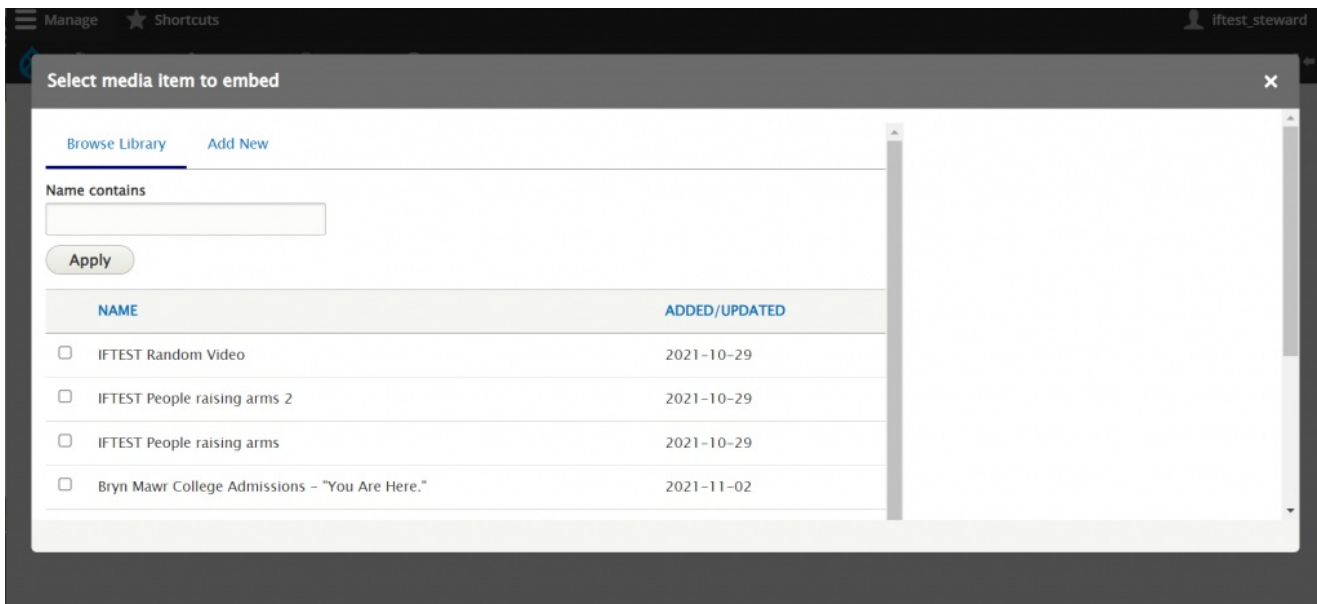 Manage Shortcuts iftest_steward
Select media item to embed ×
Browse Library Add New
Name contains
Apply
NAME ADDED/UPDATED
IFTEST Random Video 2021-10-29
IFTEST People raising arms 2 2021-10-29
IFTEST People raising arms 2021-10-29
Bryn Mawr College Admissions - "You Are Here." 2021-11-02